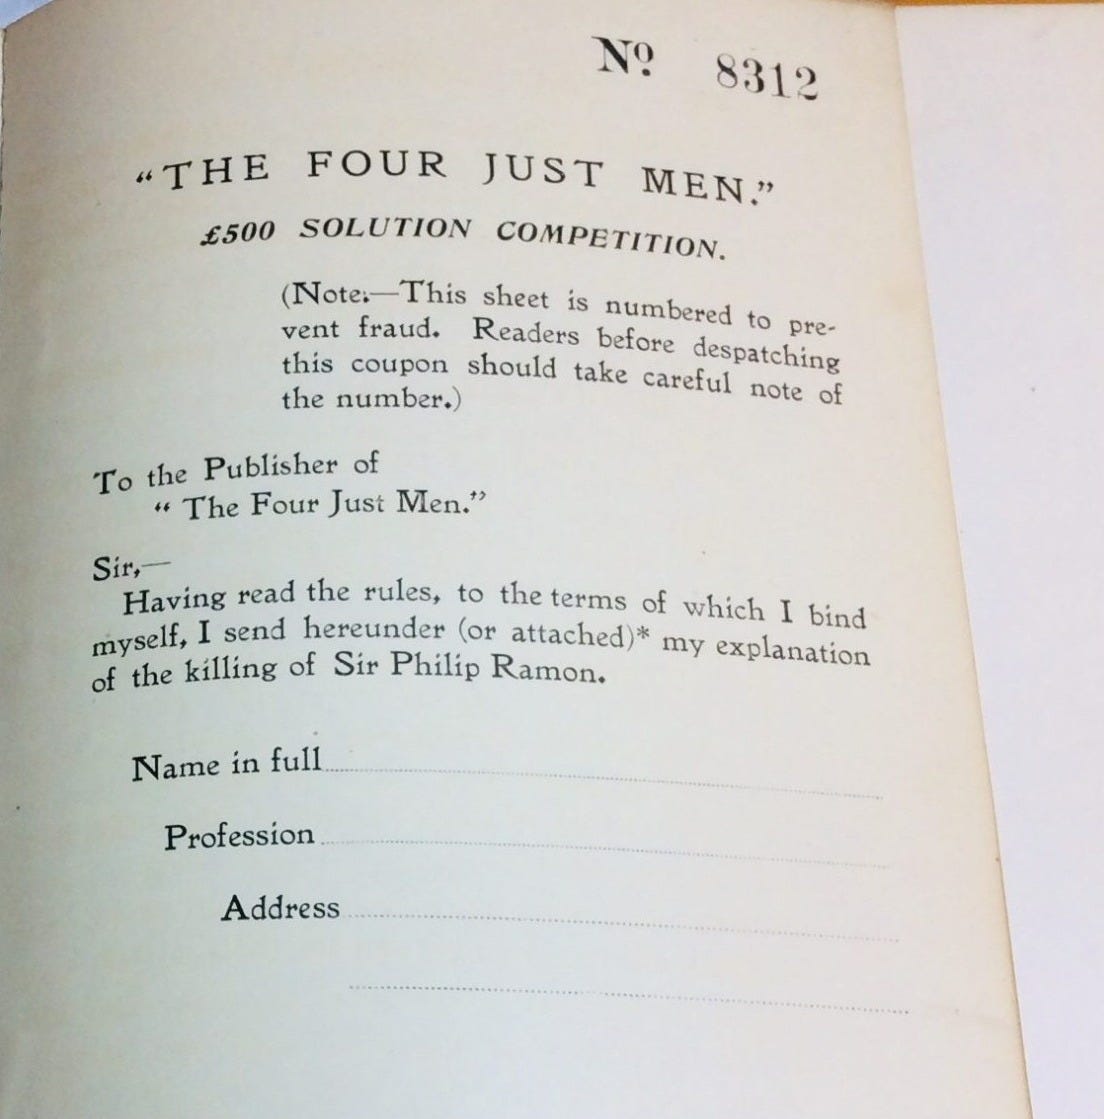 Nº 8312
“THE FOUR JUST MEN.”
£500 SOLUTION COMPETITION.
(Note.—This sheet is numbered to pre-
vent fraud. Readers before despatching
this coupon should take careful note of
the number.)
To the Publisher of
“ The Four Just Men.”
Sir,—
Having read the rules, to the terms of which I bind
myself, I send hereunder (or attached)* my explanation
of the killing of Sir Philip Ramon.
Name in full
Profession
Address